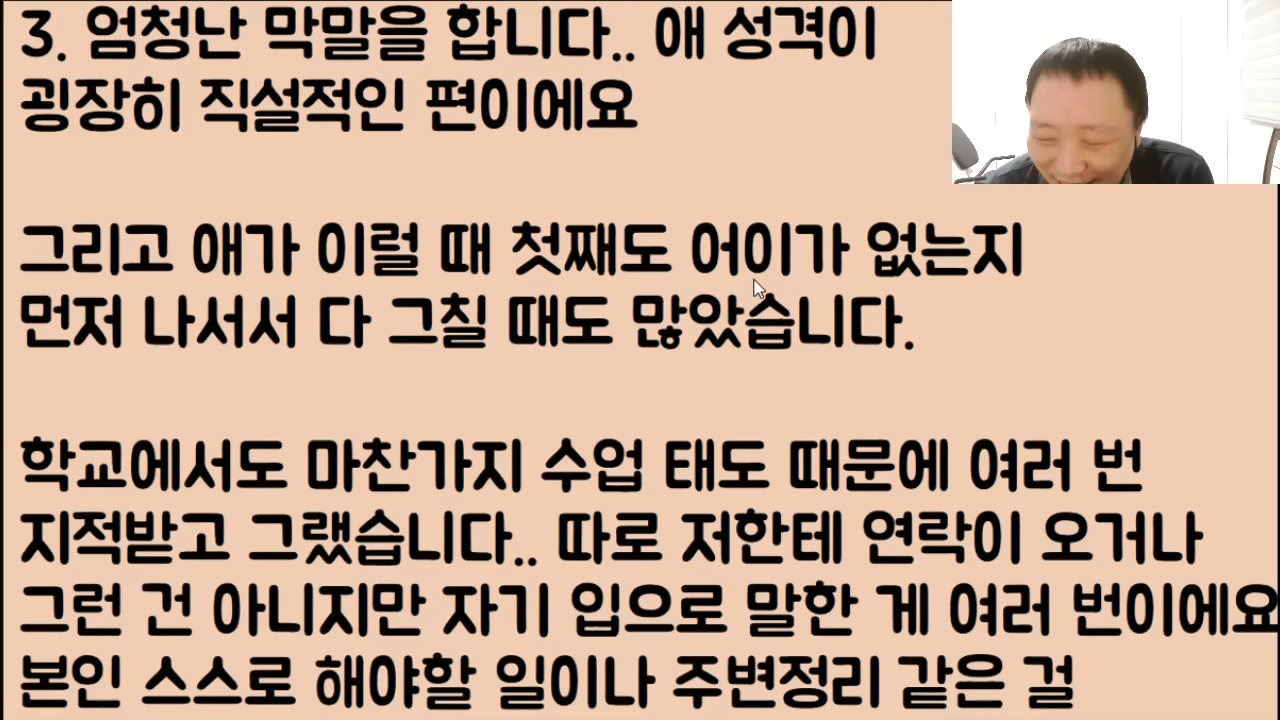 3. 엄청난 막말을 합니다.. 애 성격이
굉장히 직설적인 편이에요
그리고 애가 이럴 때 첫째도 어이가 없는지
먼저 나서서 다 그칠 때도 많았습니다.
학교에서도 마찬가지 수업 태도 때문에 여러 번
지적받고 그랬습니다.. 따로 저한테 연락이 오거나
그런 건 아니지만 자기 입으로 말한 게 여러 번이에요
본인 스스로 해야할 일이나 주변정리 같은 걸